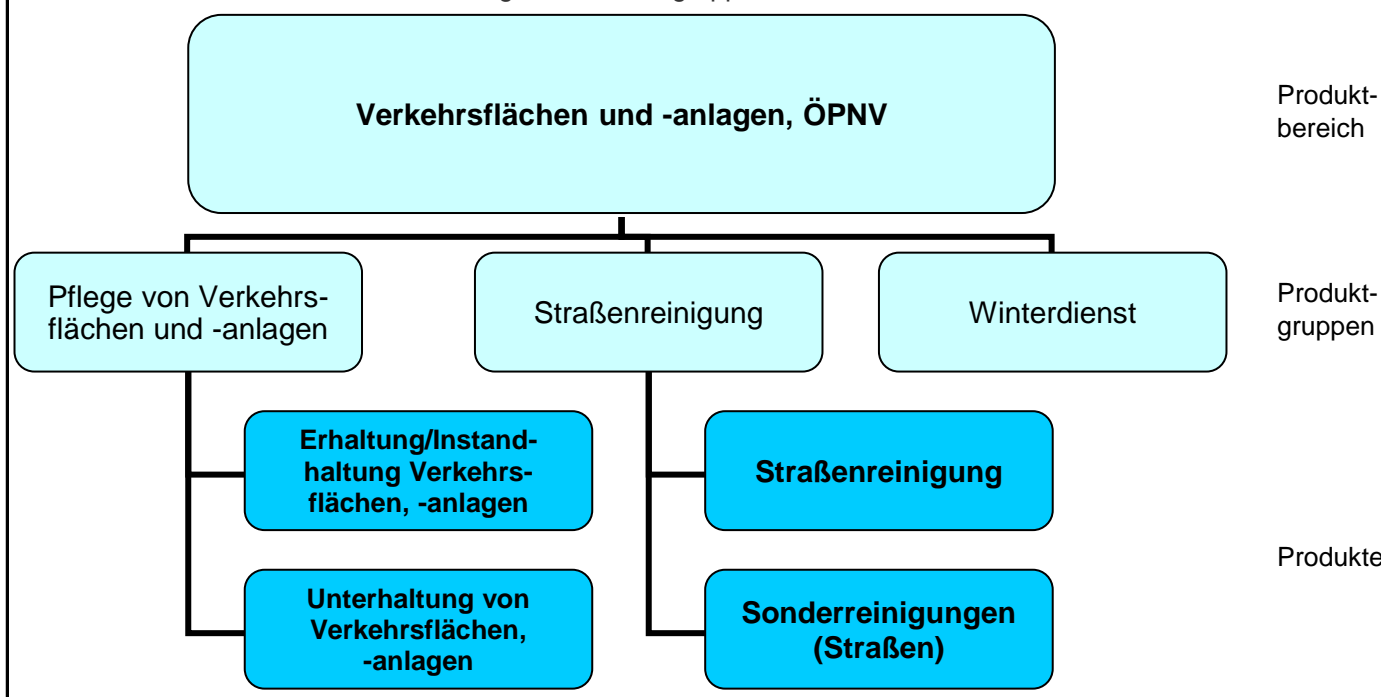 Verkehrsflächen und -anlagen, ÖPNV
Produkt-
bereich
Pflege von Verkehrs-
flächen und -anlagen
Straßenreinigung
Winterdienst
Produkt-
gruppen
Erhaltung/Instand-
haltung Verkehrs-
flächen, -anlagen
Straßenreinigung
Unterhaltung von
Verkehrsflächen,
-anlagen
Sonderreinigungen
(Straßen)
Produkte